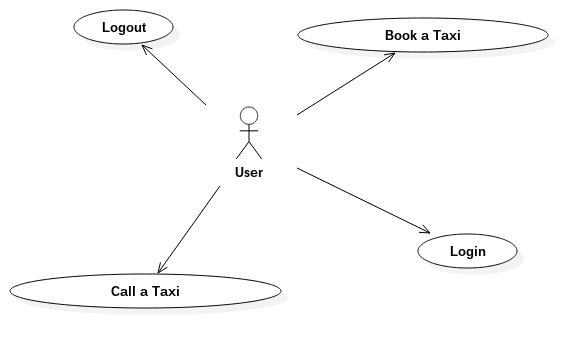 Logout
Book a Taxi
User
Login
Call a Taxi